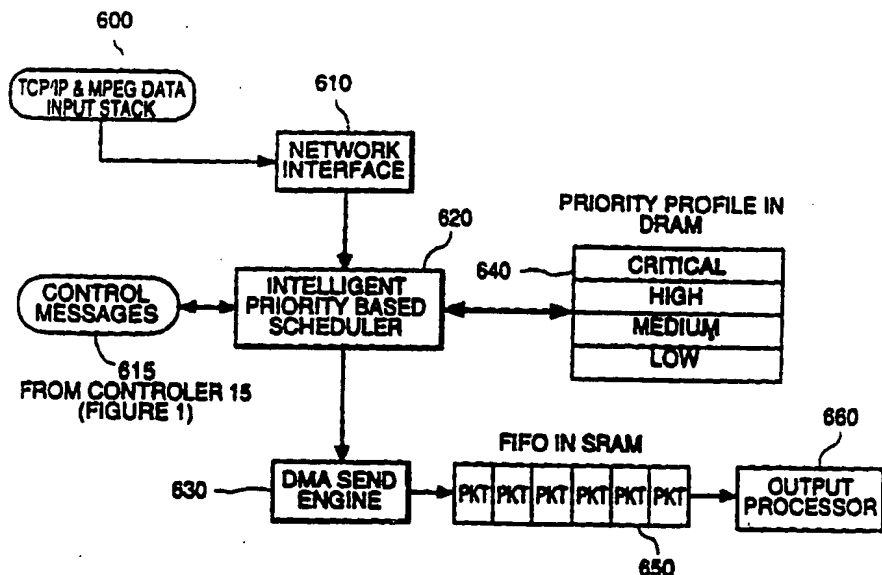 600
TCP/IP & MPEG DATA
INPUT STACK
610
NETWORK
INTERFACE
PRIORITY PROFILE IN
DRAM
620
640
CRITICAL
HIGH
MEDIUM
LOW
CONTROL
MESSAGES
INTELLIGENT
PRIORITY BASED
SCHEDULER
615
FROM CONTROLER 15
(FIGURE 1)
FIFO IN SRAM
660
630
DMA SEND
ENGINE
PKT PKT PKT PKT PKT PKT
OUTPUT
PROCESSOR
650